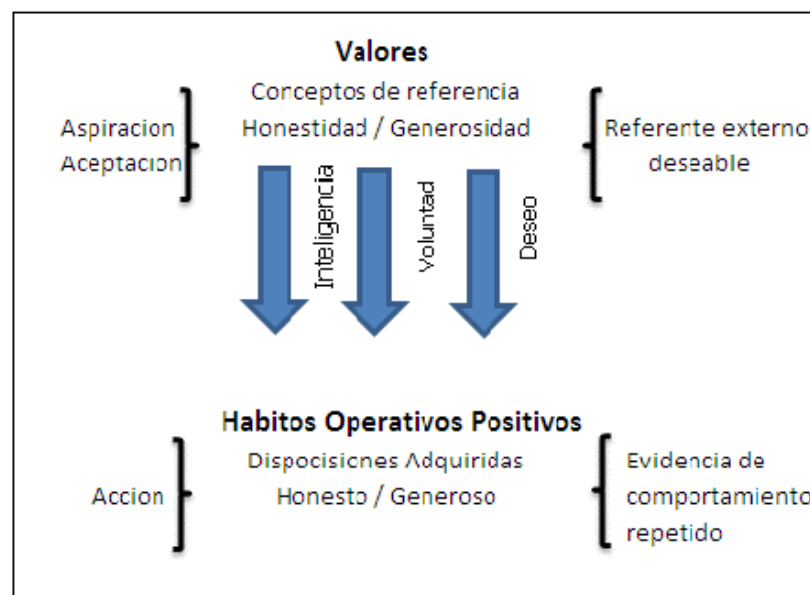 Valores
Conceptos de referencia
Honestidad / Generosidad
Aspiracion
Aceptacion
Referente externo
deseable
Inteligencia
Voluntad
Deseo
Habitos Operativos Positivos
Dispocisiones Adquiridas
Honesto / Generoso
Accion
Evidencia de
comportamiento
repetido